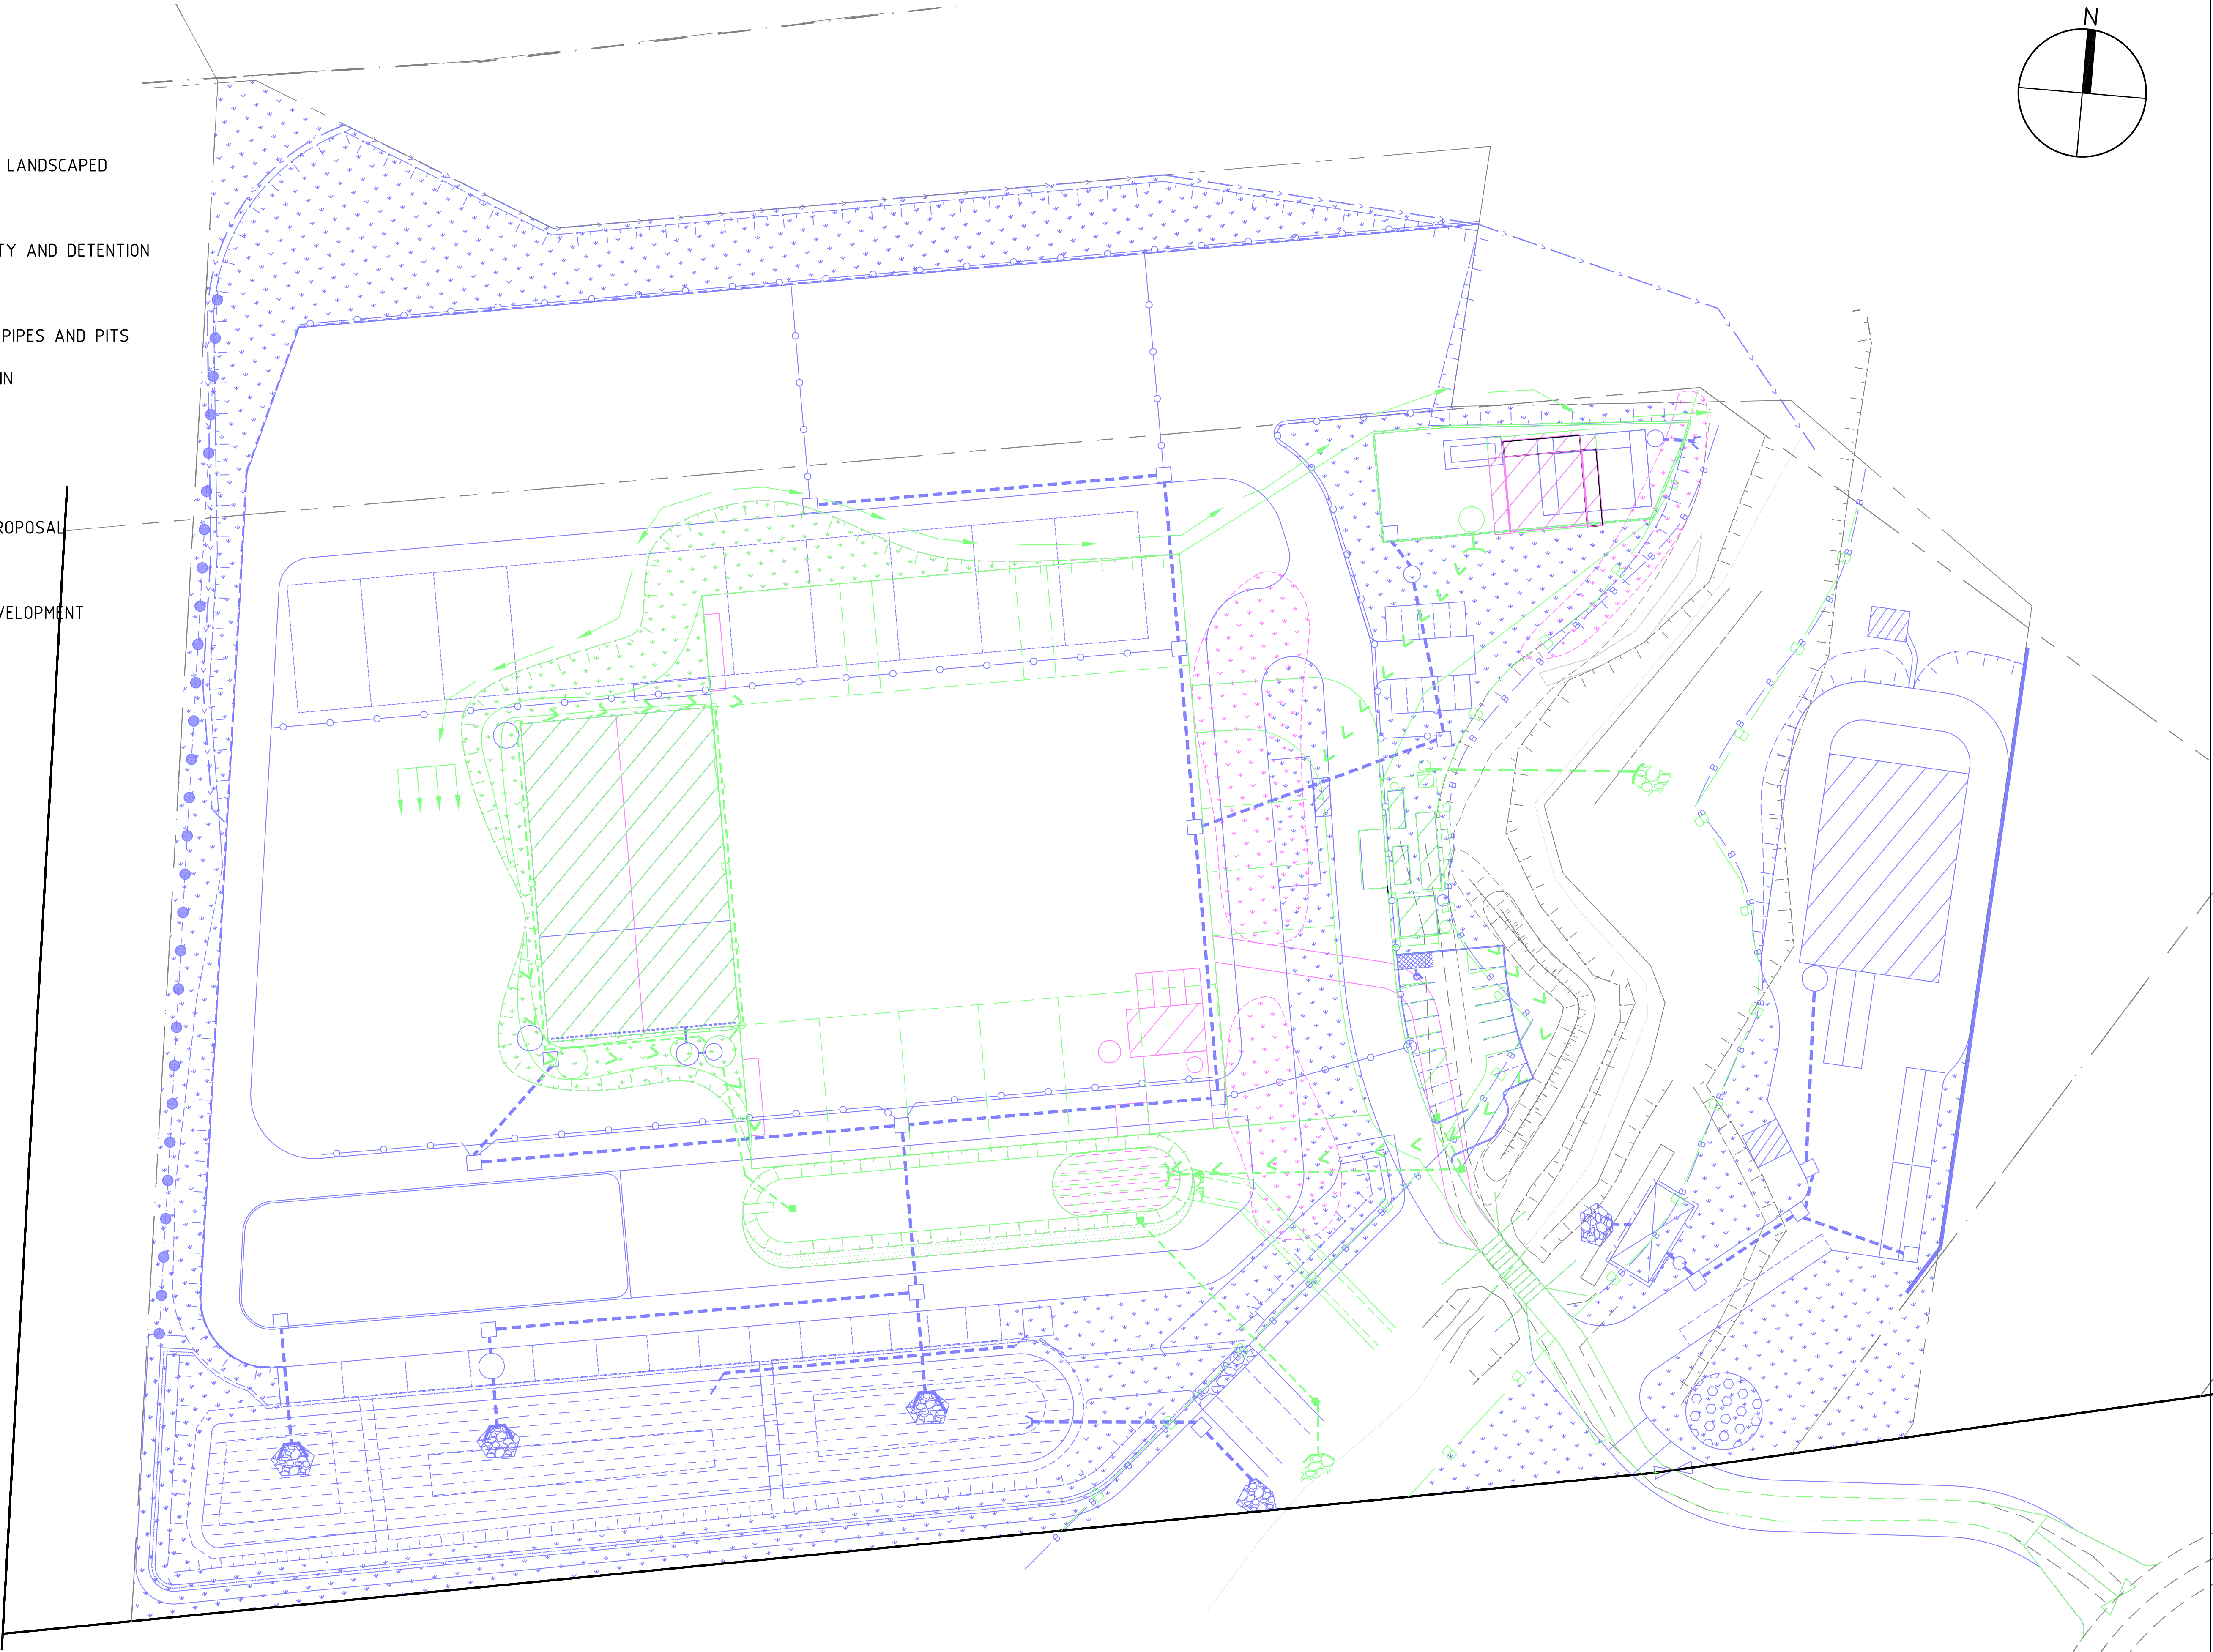 N
LANDSCAPED
TY AND DETENTION
PIPES AND PITS
IN
ROPOSAL
VELOPMENT